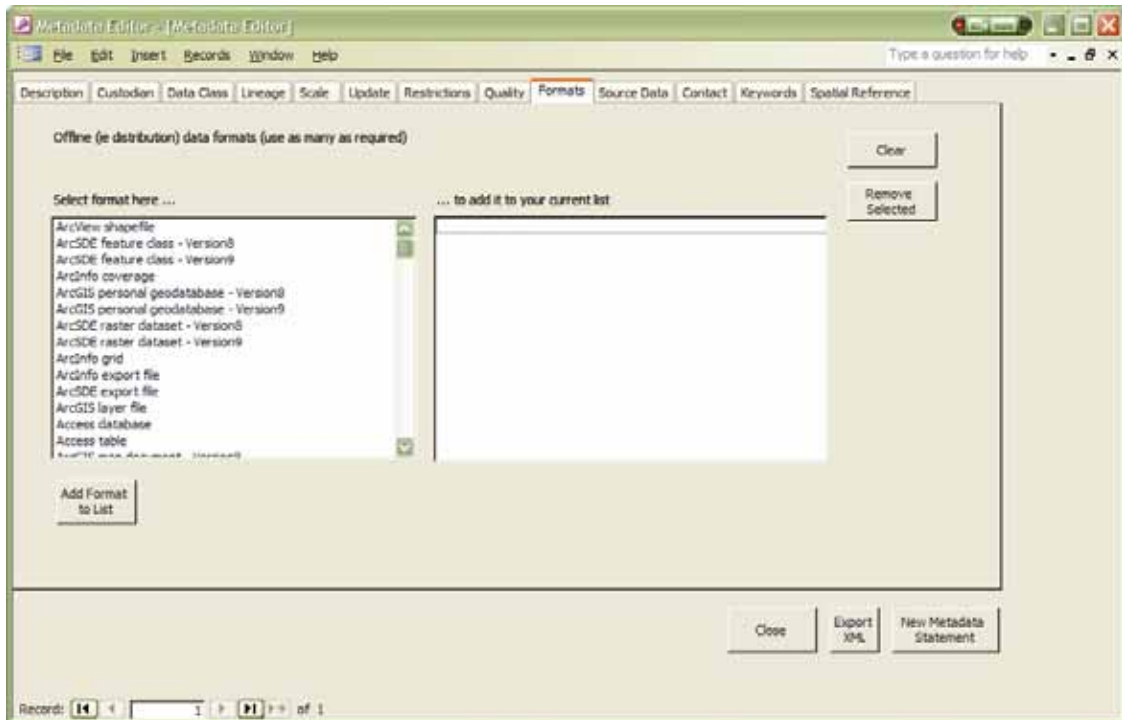 Metadata Editor - [Metadata Editor]
File Edit Insert Records Window Help Type a question for help
Description Custodian Data Class Lineage Scale Update Restrictions Quality Formats Source Data Contact Keywords Spatial Reference
Offline (ie distribution) data formats (use as many as required)
Clear
Select format here ... ... to add it to your current list
Remove
Selected
ArcView shapefile
ArcSDE feature class - Version8
ArcSDE feature class - Version9
ArcInfo coverage
ArcGIS personal geodatabase - Version8
ArcGIS personal geodatabase - Version9
ArcSDE raster dataset - Version8
ArcSDE raster dataset - Version9
ArcInfo grid
ArcInfo export file
ArcSDE export file
ArcGIS layer file
Access database
Access table
ArcGIS map document
Add Format
to List
Close
Export
XML
New Metadata
Statement
Record: 1 of 1